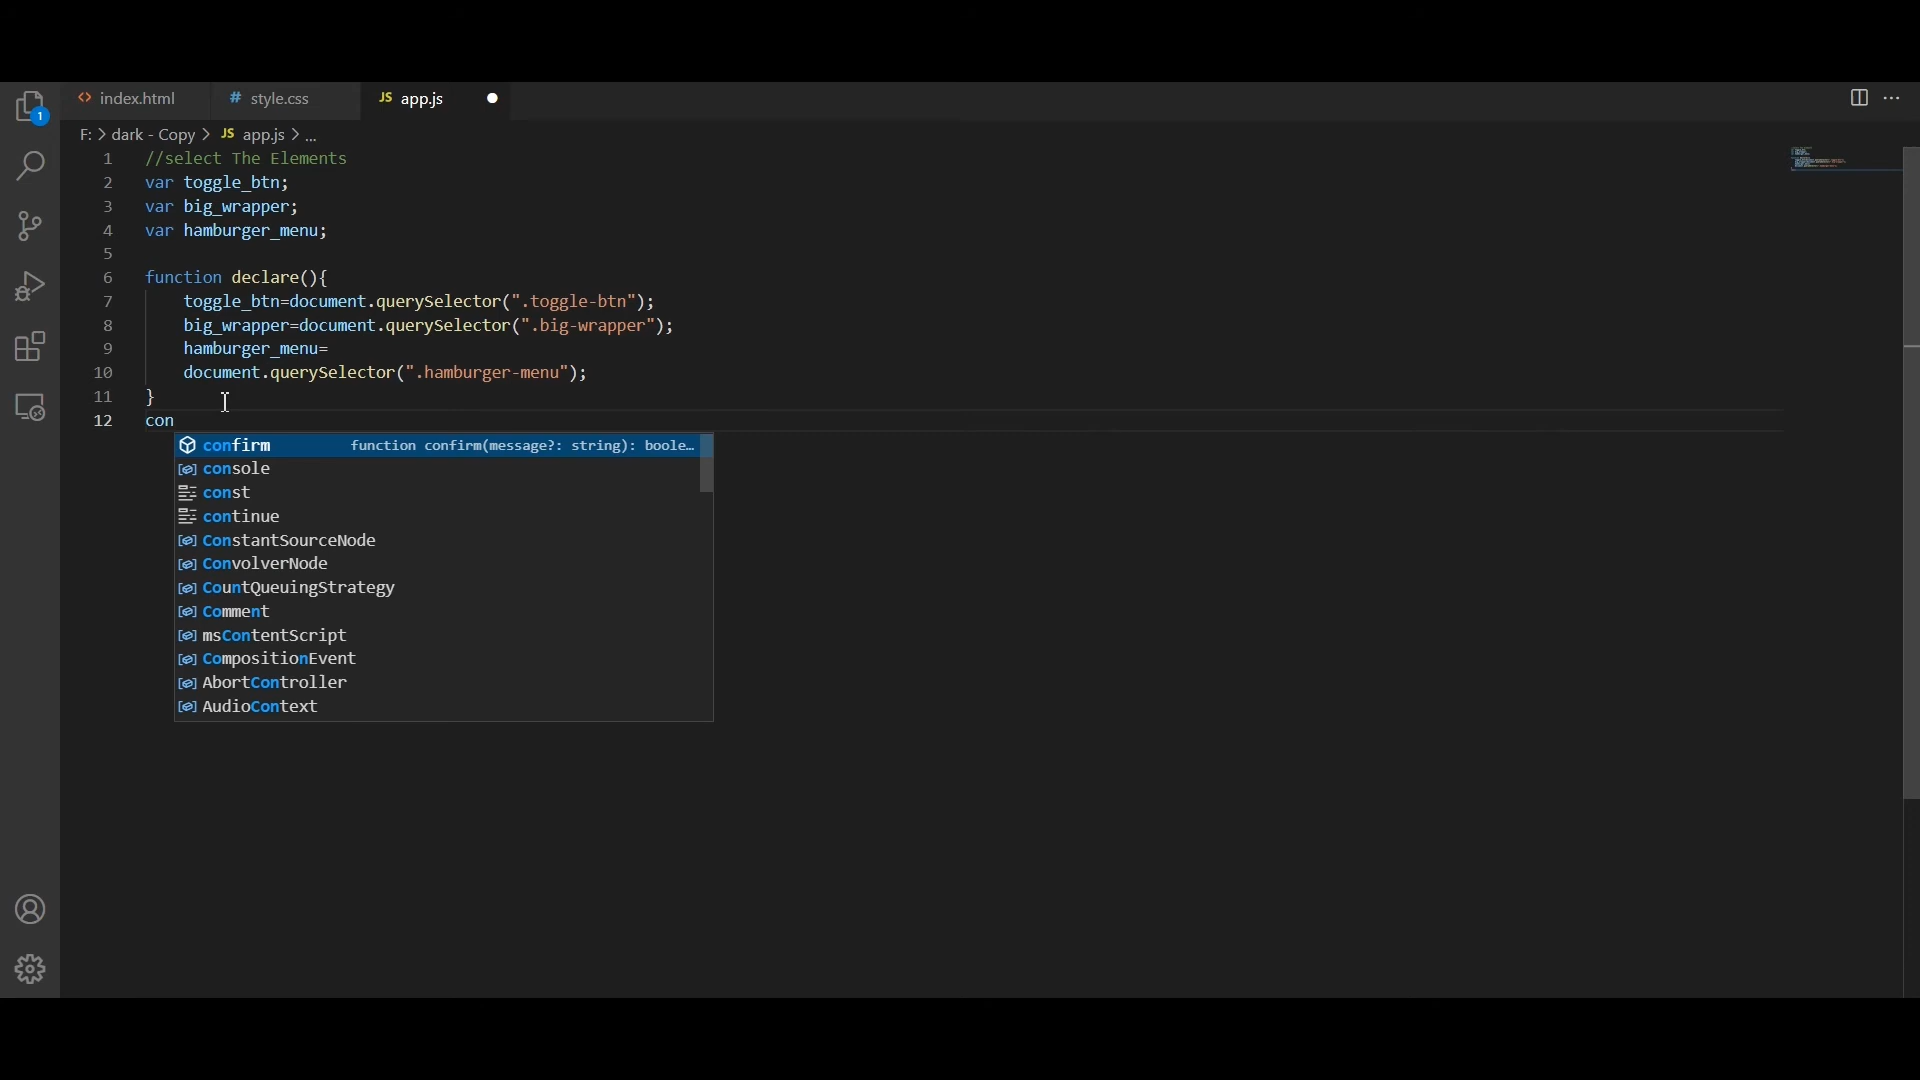 index.html
style.css
JS app.js
F: > dark - Copy > JS app.js > ...
1
1 //select The Elements
2 var toggle_btn;
3 var big_wrapper;
4 var hamburger_menu;
5
6 function declare(){
7 toggle_btn=document.querySelector(".toggle-btn");
8 big_wrapper=document.querySelector(".big-wrapper");
9 hamburger_menu=
10 document.querySelector(".hamburger-menu");
11 }
12 con
confirm function confirm(message?: string): boole…
console
const
continue
ConstantSourceNode
ConvolverNode
CountQueuingStrategy
Comment
msContentScript
CompositionEvent
AbortController
AudioContext